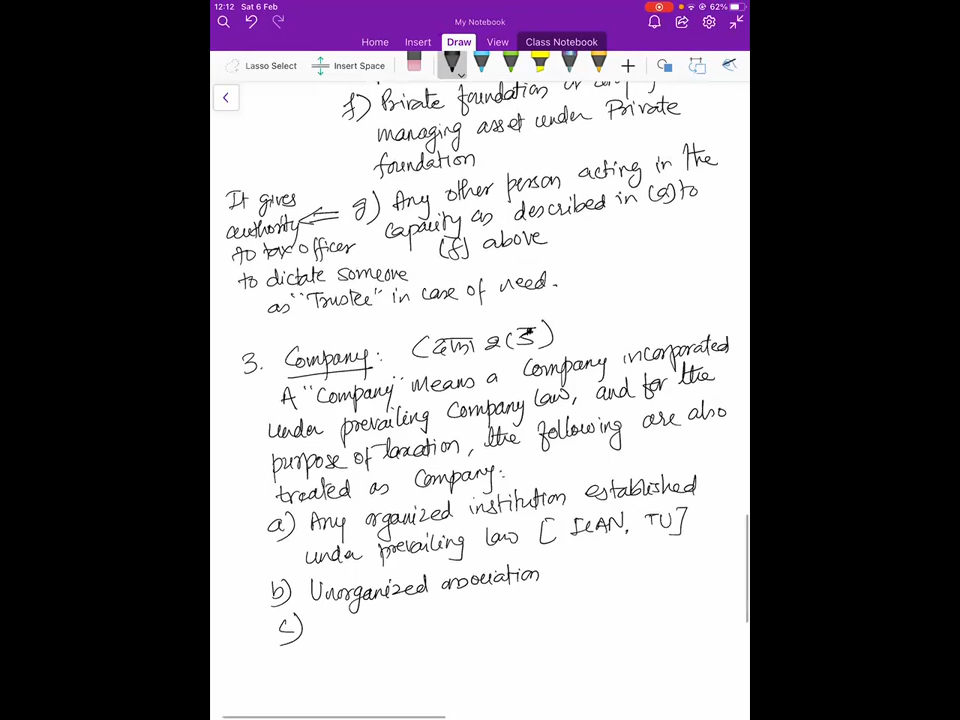 12:12 Sat 6 Feb
62%
My Notebook
Home Insert Draw View Class Notebook
Lasso Select Insert Space
f) Private foundation or
managing asset under Private
foundation
g) Any other person acting in the
capacity as described in (a) to
(f) above
It gives
authority
to tax officer
to dictate someone
as "Trustee" in case of need.
3. Company:
A "Company" means a company incorporated
under prevailing Company law, and for the
purpose of taxation, the following are also
treated as Company:
a) Any organized institution established
under prevailing law [ ICAN, TU]
b) Unorganized association
c)